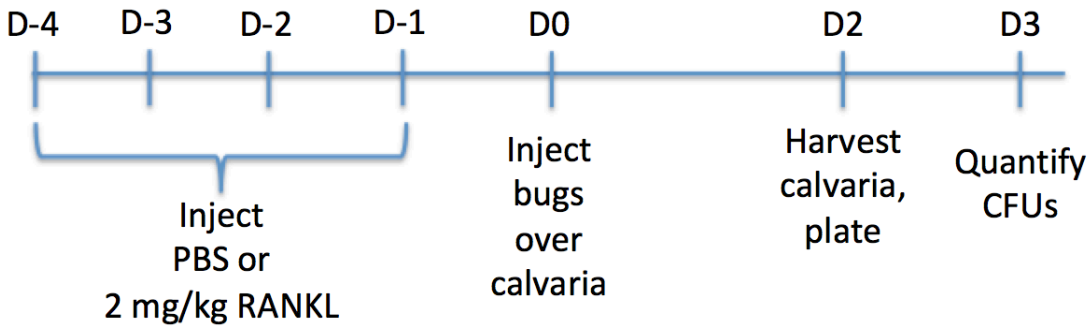 D-4 D-3 D-2 D-1 D0 D2 D3
Inject
PBS or
2 mg/kg RANKL
Inject
bugs
over
calvaria
Harvest
calvaria,
plate
Quantify
CFUs